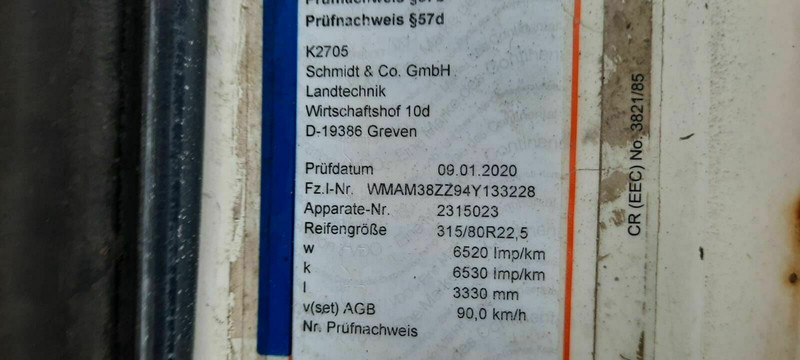 Prüfnachweis §57b
Prüfnachweis §57d
K2705
Schmidt & Co. GmbH
Landtechnik
Wirtschaftshof 10d
D-19386 Greven
Prüfdatum 09.01.2020
Fz.I-Nr. WMAM38ZZ94Y133228
Apparate-Nr. 2315023
Reifengröße 315/80R22,5
w 6520 Imp/km
k 6530 Imp/km
l 3330 mm
v(set) AGB 90,0 km/h
Nr. Prüfnachweis
CR (EEC) No. 3821/85